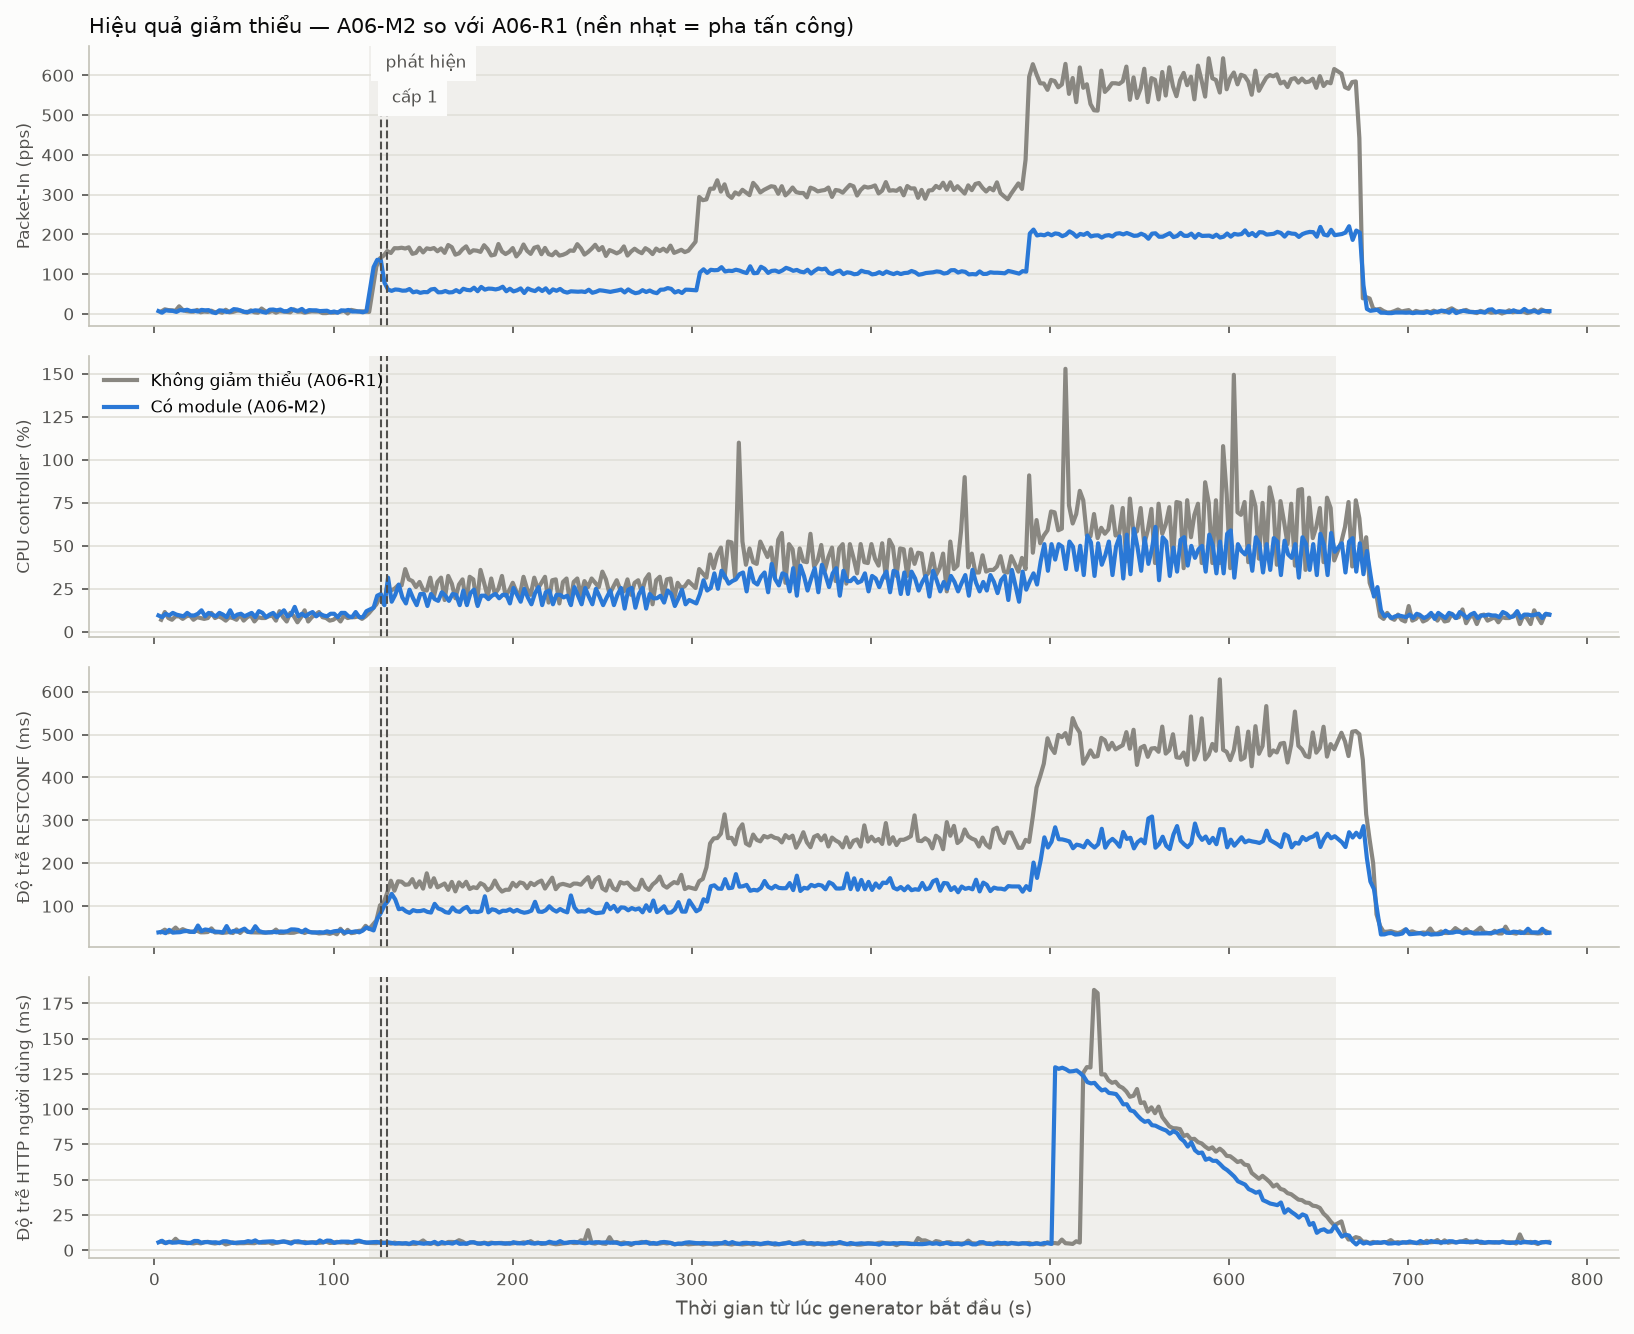 Hiệu quả giảm thiểu — A06-M2 so với A06-R1 (nền nhạt = pha tấn công)
phát hiện
cấp 1
Packet-In (pps)
600
500
400
300
200
100
0
Không giảm thiểu (A06-R1)
Có module (A06-M2)
CPU controller (%)
150
125
100
75
50
25
0
Độ trễ RESTCONF (ms)
600
500
400
300
200
100
Độ trễ HTTP người dùng (ms)
175
150
125
100
75
50
25
0
0 100 200 300 400 500 600 700 800
Thời gian từ lúc generator bắt đầu (s)